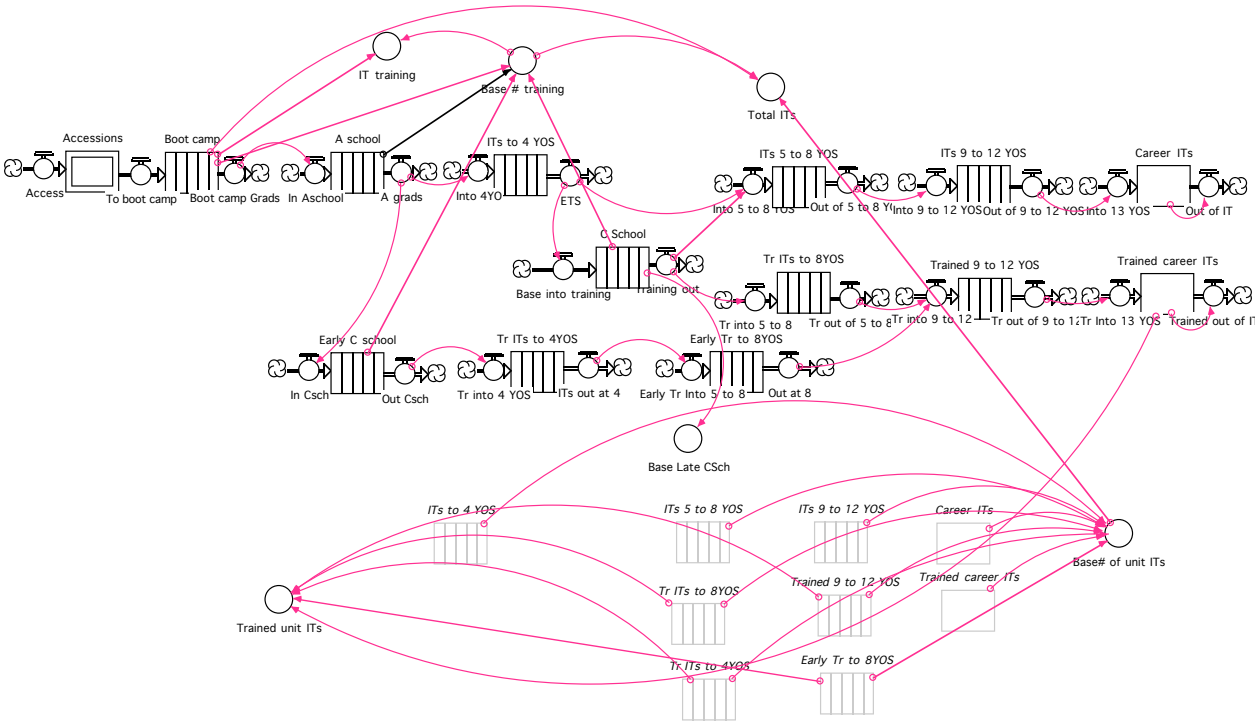 IT training
Base # training
Total ITs
Accessions
Boot camp
A school
ITs to 4 YOS
ITs 5 to 8 YOS
ITs 9 to 12 YOS
Career ITs
Access
To boot camp
Boot camp Grads
In Aschool
A grads
Into 4YO
ETS
Into 5 to 8 YOS
Out of 5 to 8 Y
Into 9 to 12 YOS
Out of 9 to 12 YOS
Into 13 YOS
Out of IT
C School
Base into training
Training out
Tr ITs to 8YOS
Trained 9 to 12 YOS
Trained career ITs
Tr into 5 to 8
Tr out of 5 to 8
Tr into 9 to 12
Tr out of 9 to 12
Tr Into 13 YOS
Trained out of IT
Early C school
Tr ITs to 4YOS
Early Tr to 8YOS
In Csch
Out Csch
Tr into 4 YOS
ITs out at 4
Early Tr Into 5 to 8
Out at 8
Base Late CSch
ITs to 4 YOS
ITs 5 to 8 YOS
ITs 9 to 12 YOS
Career ITs
Base# of unit ITs
Tr ITs to 8YOS
Trained 9 to 12 YOS
Trained career ITs
Trained unit ITs
Tr ITs to 4YOS
Early Tr to 8YOS